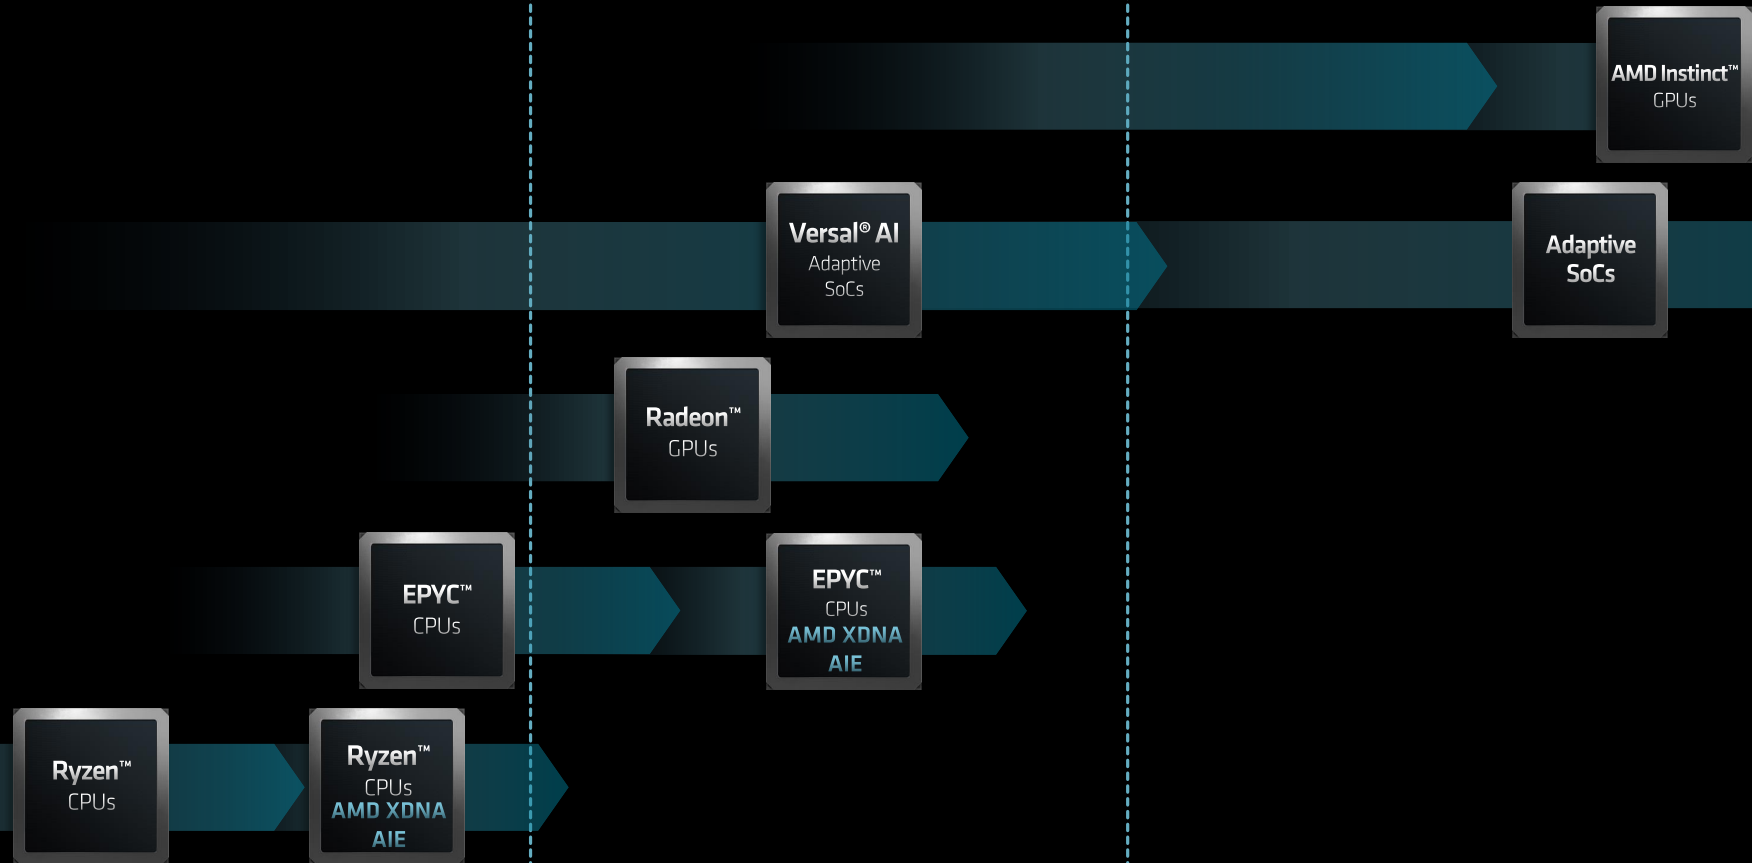 AMD Instinct™
GPUs
Versal® AI
Adaptive
SoCs
Adaptive
SoCs
Radeon™
GPUs
EPYC™
CPUs
EPYC™
CPUs
AMD XDNA
AIE
Ryzen™
CPUs
Ryzen™
CPUs
AMD XDNA
AIE